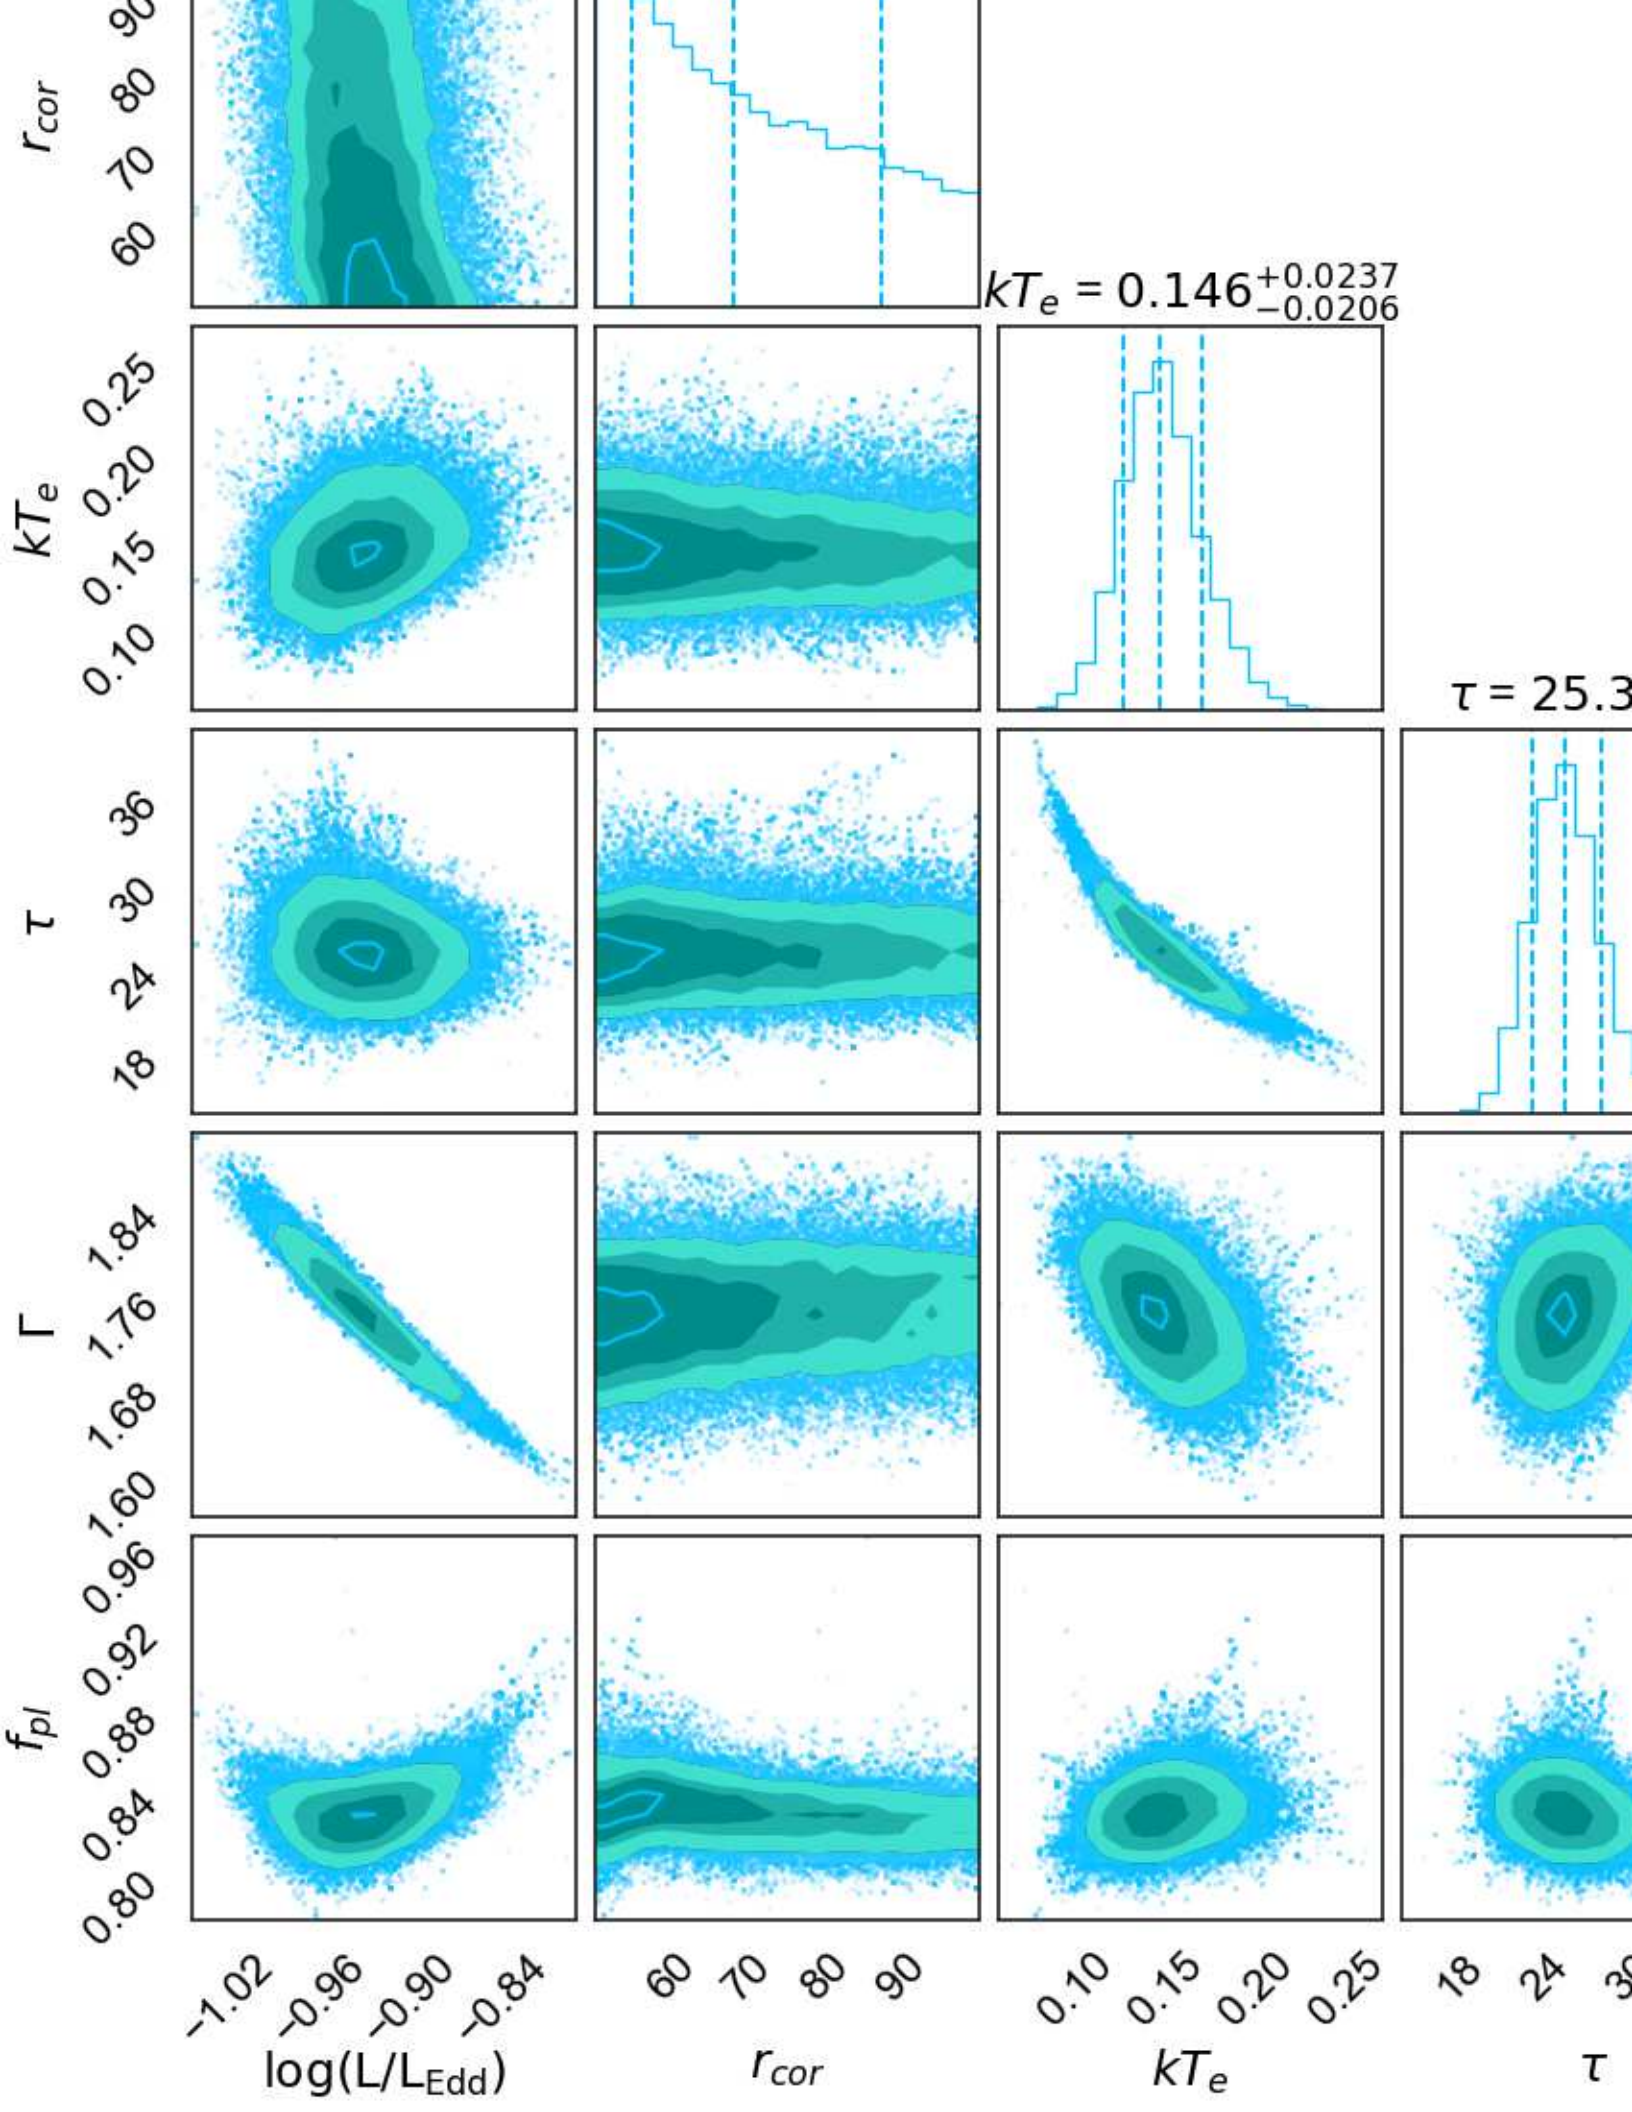 90
80
70
60
r_cor
kT_e = 0.146 +0.0237 −0.0206
0.25
0.20
0.15
0.10
kT_e
τ = 25.3
36
30
24
18
τ
1.84
1.76
1.68
1.60
Γ
0.96
0.92
0.88
0.84
0.80
f_pl
−1.02 −0.96 −0.90 −0.84 60 70 80 90 0.10 0.15 0.20 0.25 18 24
log(L/L_Edd) r_cor kT_e τ